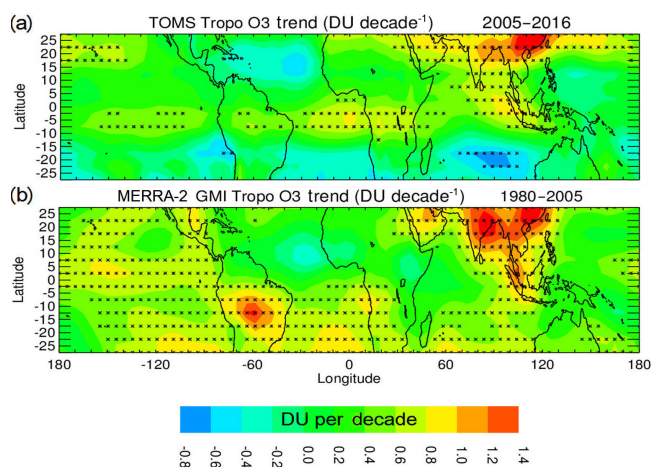 (a) TOMS Tropo O3 trend (DU decade⁻¹) 2005–2016
Latitude
25
20
15
10
5
0
-5
-10
-15
-20
-25
(b) MERRA-2 GMI Tropo O3 trend (DU decade⁻¹) 1980–2005
Latitude
25
20
15
10
5
0
-5
-10
-15
-20
-25
180 -120 -60 0 60 120 180
Longitude
DU per decade
-0.8 -0.6 -0.4 -0.2 0.0 0.2 0.4 0.6 0.8 1.0 1.2 1.4